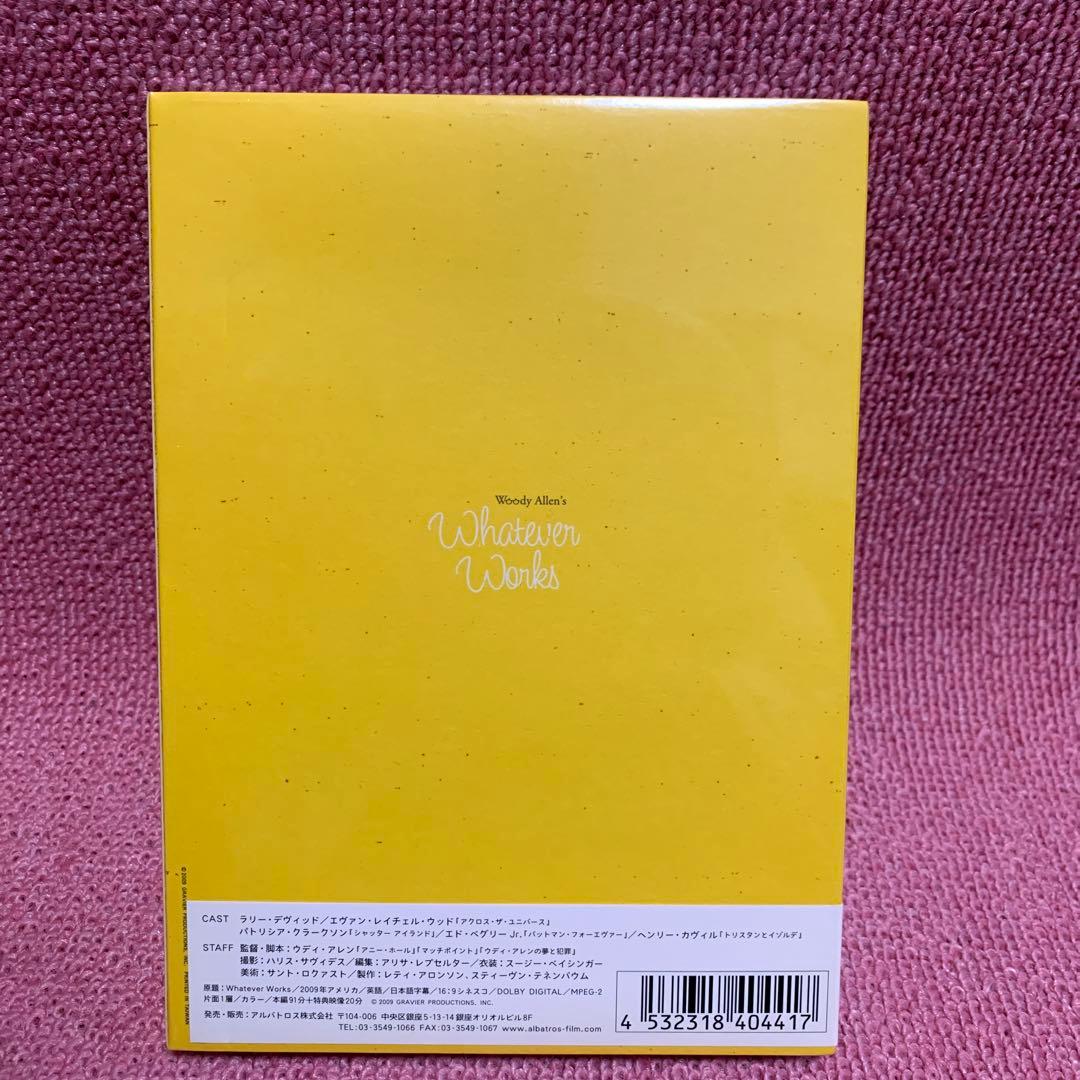 Woody Allen's
Whatever
Works
© 2009 GRAVIER PRODUCTIONS, INC. PRINTED IN TAIWAN
CAST ラリー・デヴィッド／エヴァン・レイチェル・ウッド「アクロス・ザ・ユニバース」
パトリシア・クラークソン「シャッター アイランド」／エド・ベグリー Jr.「バットマン・フォーエヴァー」／ヘンリー・カヴィル「トリスタンとイゾルデ」
STAFF 監督・脚本：ウディ・アレン「アニー・ホール」「マッチポイント」「ウディ・アレンの夢と犯罪」
撮影：ハリス・サヴィデス／編集：アリサ・レプセルター／衣装：スージー・ベイシンガー
美術：サント・ロクァスト／製作：レティ・アロンソン、スティーヴン・テネンバウム
原題：Whatever Works／2009年アメリカ／英語／日本語字幕／16：9シネスコ／DOLBY DIGITAL／MPEG-2
片面1層／カラー／本編91分＋特典映像20分 © 2009 GRAVIER PRODUCTIONS, INC.
発売・販売：アルバトロス株式会社 〒104-006 中央区銀座5-13-14 銀座オリオルビル8F
TEL：03-3549-1066 FAX：03-3549-1067 www.albatros-film.com
4 532318 404417